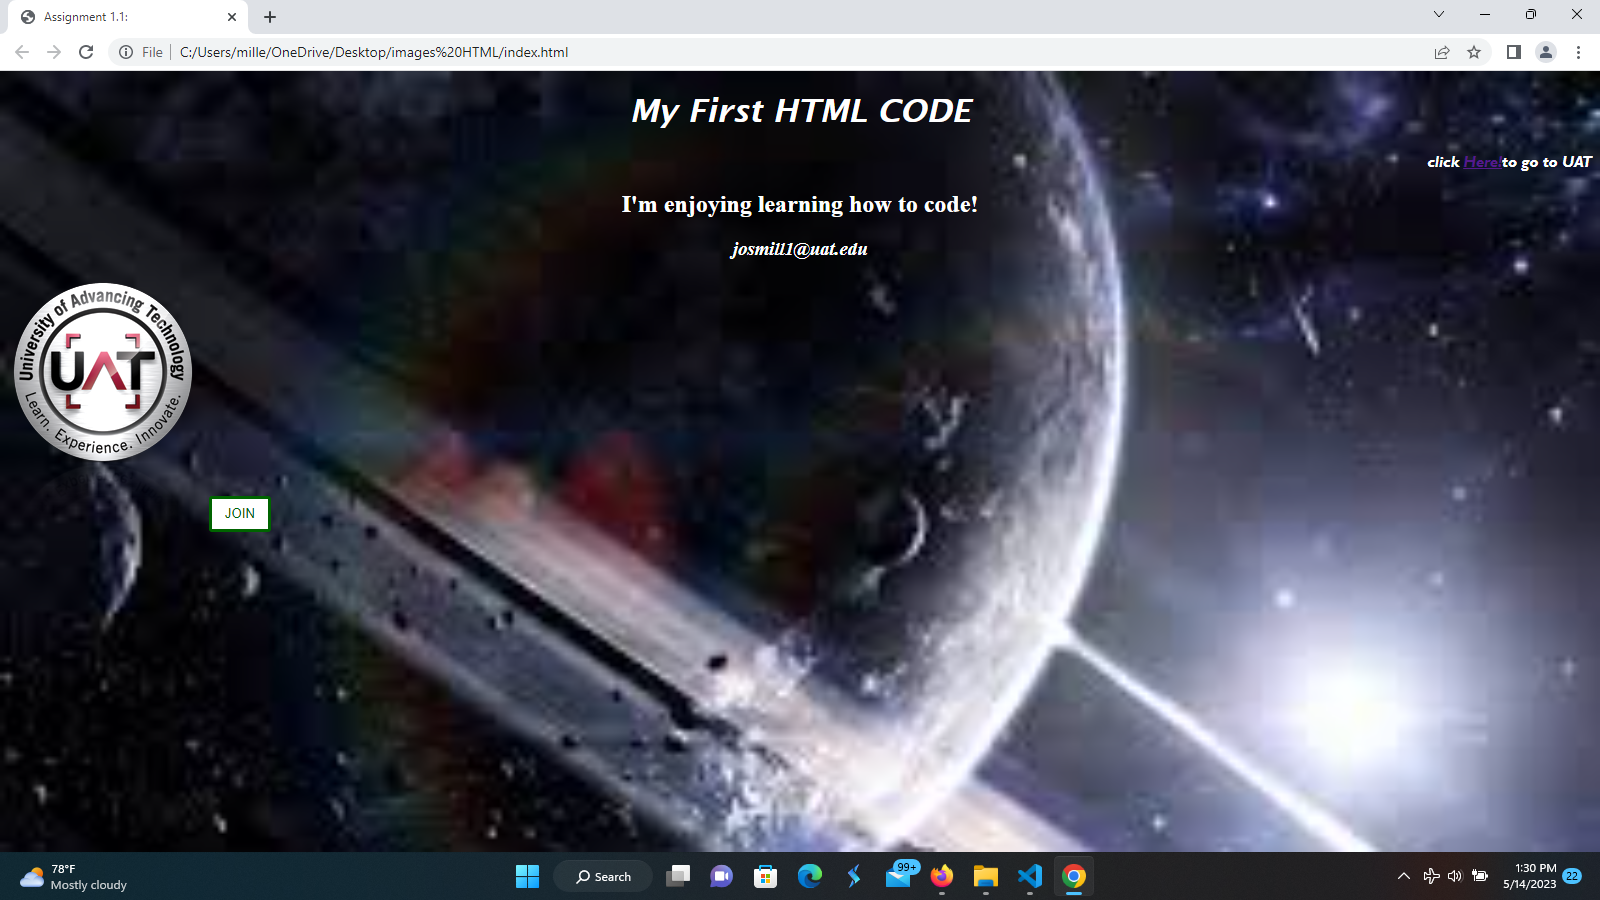 Assignment 1.1:
File C:/Users/mille/OneDrive/Desktop/images%20HTML/index.html
My First HTML CODE
click Here!to go to UAT
I'm enjoying learning how to code!
josmill1@uat.edu
University of Advancing Technology
UAT
Learn. Experience. Innovate.
JOIN
78°F
Mostly cloudy
Search
99+
1:30 PM
5/14/2023
22